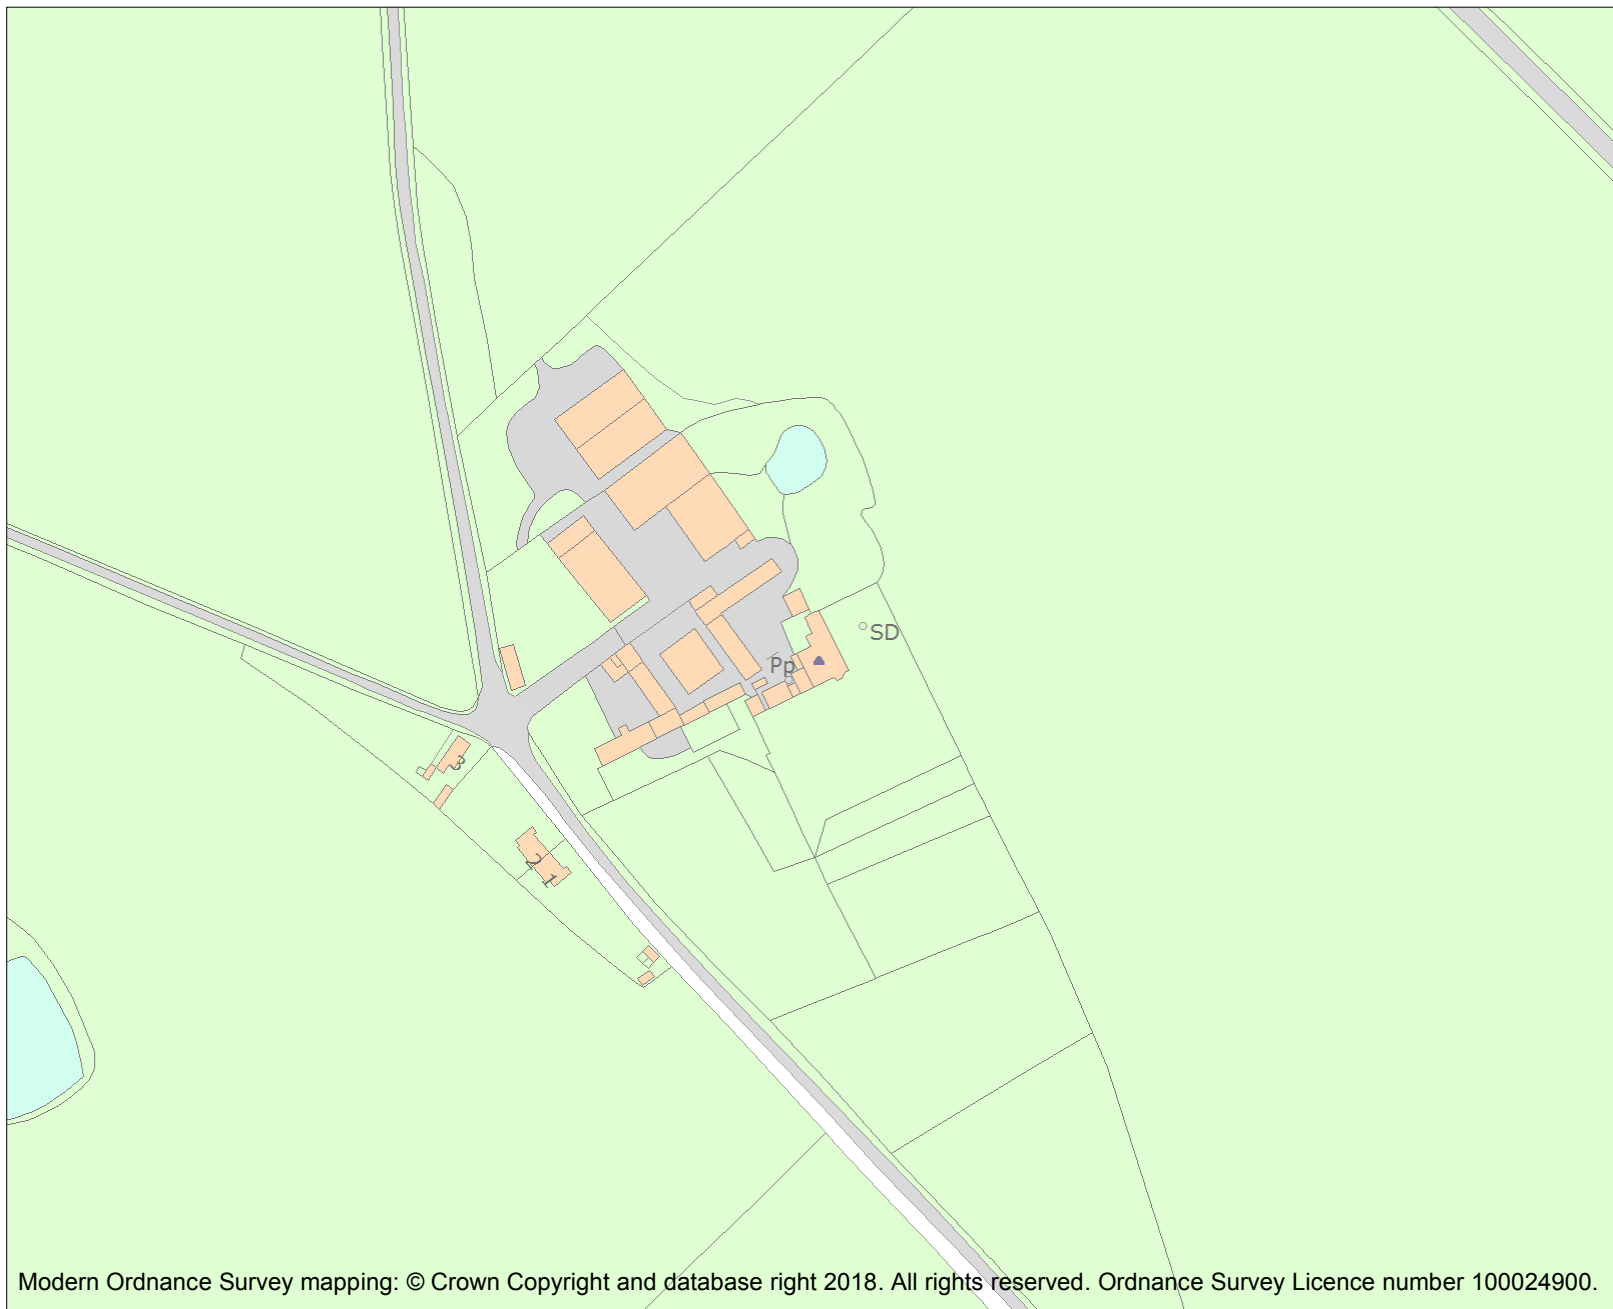 SD
Pp
3
2
1
Modern Ordnance Survey mapping: © Crown Copyright and database right 2018. All rights reserved. Ordnance Survey Licence number 100024900.